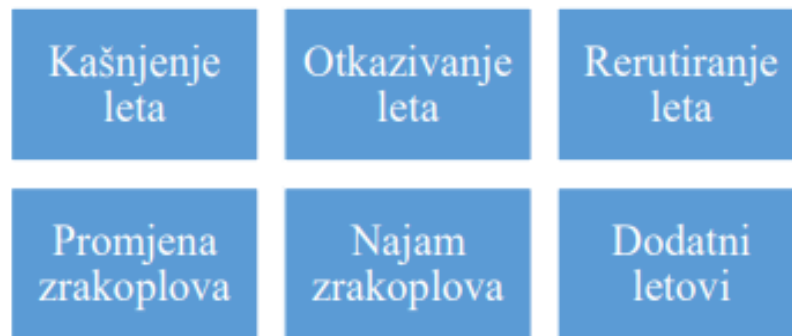 Kašnjenje
leta
Otkazivanje
leta
Rerutiranje
leta
Promjena
zrakoplova
Najam
zrakoplova
Dodatni
letovi